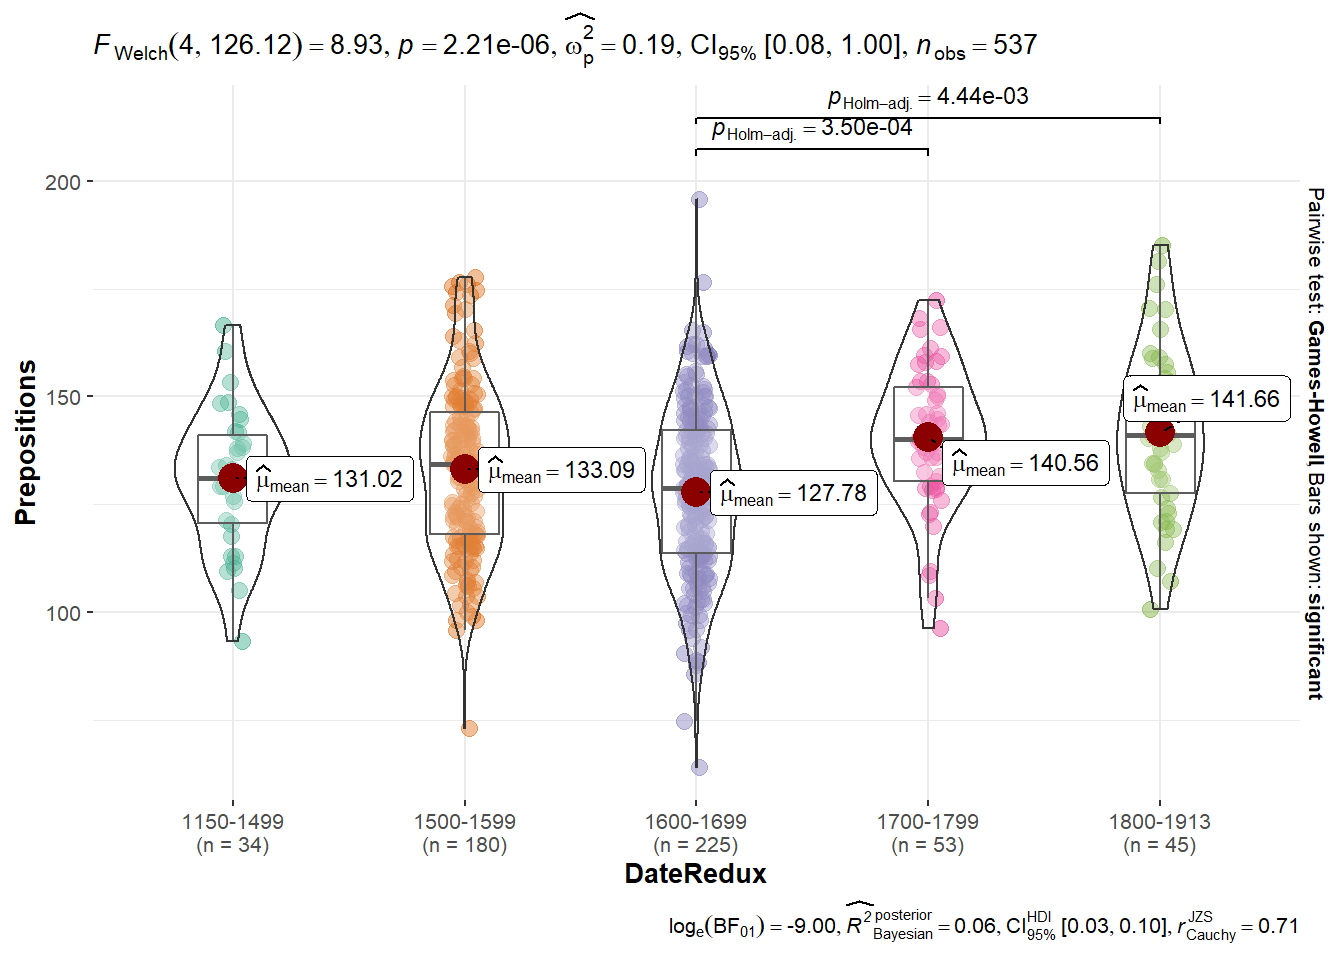 F Welch(4, 126.12) = 8.93, p = 2.21e-06, ω̂²p = 0.19, CI95% [0.08, 1.00], nobs = 537
pHolm−adj. = 4.44e-03
pHolm−adj. = 3.50e-04
200
150
100
Prepositions
μ̂mean = 131.02
μ̂mean = 133.09
μ̂mean = 127.78
μ̂mean = 140.56
μ̂mean = 141.66
Pairwise test: Games-Howell, Bars shown: significant
1150-1499
(n = 34)
1500-1599
(n = 180)
1600-1699
(n = 225)
1700-1799
(n = 53)
1800-1913
(n = 45)
DateRedux
loge(BF01) = -9.00, R̂² posterior Bayesian = 0.06, CI HDI 95% [0.03, 0.10], r JZS Cauchy = 0.71